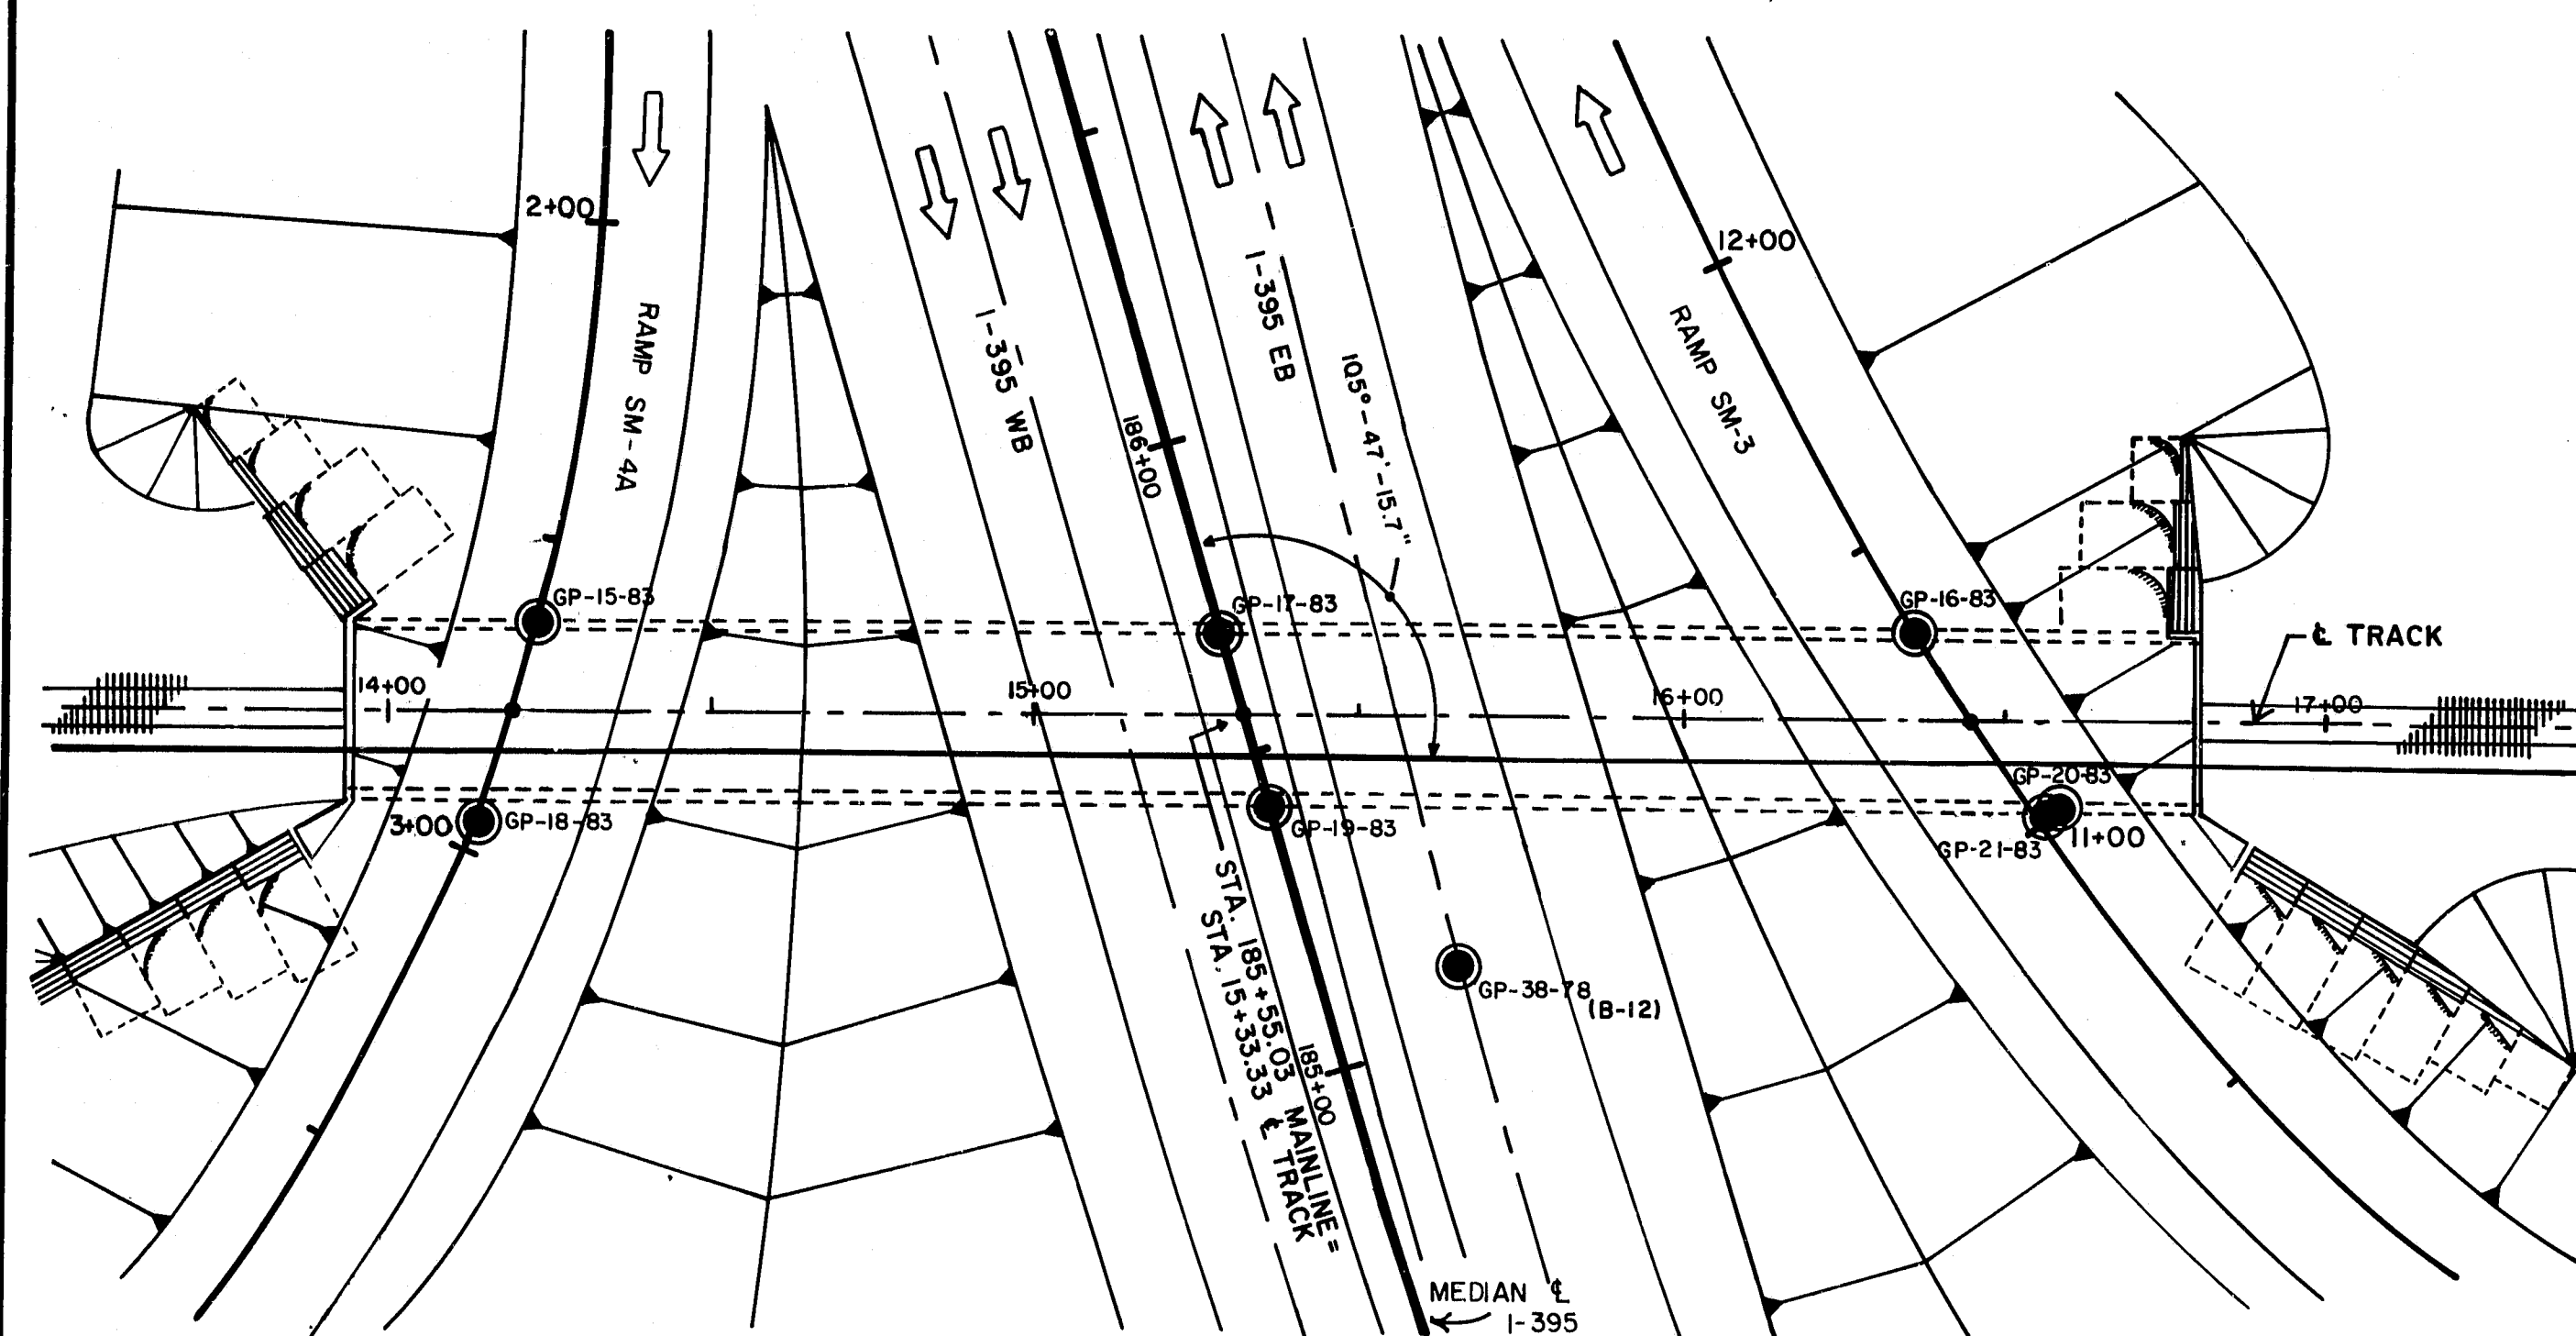 2+00
12+00
RAMP SM-4A
I-395 WB
I-395 EB
RAMP SM-3
186+00
105°-47'-15.7"
GP-15-83
GP-17-83
GP-16-83
℄ TRACK
14+00
15+00
16+00
17+00
GP-20-83
3+00
GP-18-83
GP-19-83
GP-21-83
11+00
STA. 185+55.03 MAINLINE =
STA. 15+33.33 ℄ TRACK
GP-38-78
(B-12)
185+00
MEDIAN ℄
I-395